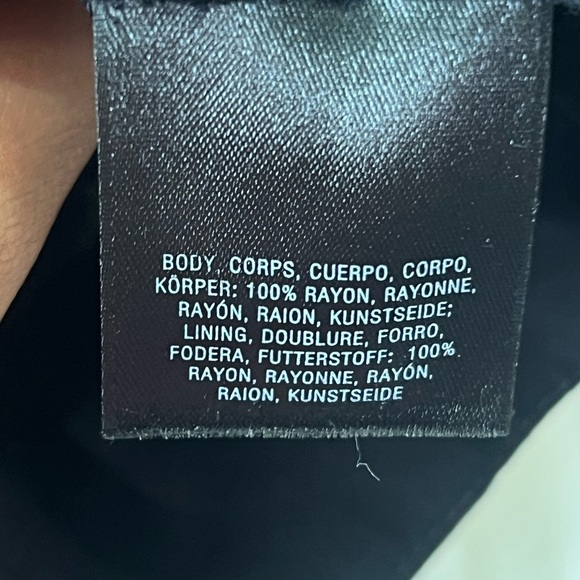 BODY, CORPS, CUERPO, CORPO,
KÖRPER: 100% RAYON, RAYONNE,
RAYÓN, RAION, KUNSTSEIDE;
LINING, DOUBLURE, FORRO,
FODERA, FUTTERSTOFF: 100%
RAYON, RAYONNE, RAYÓN,
RAION, KUNSTSEIDE